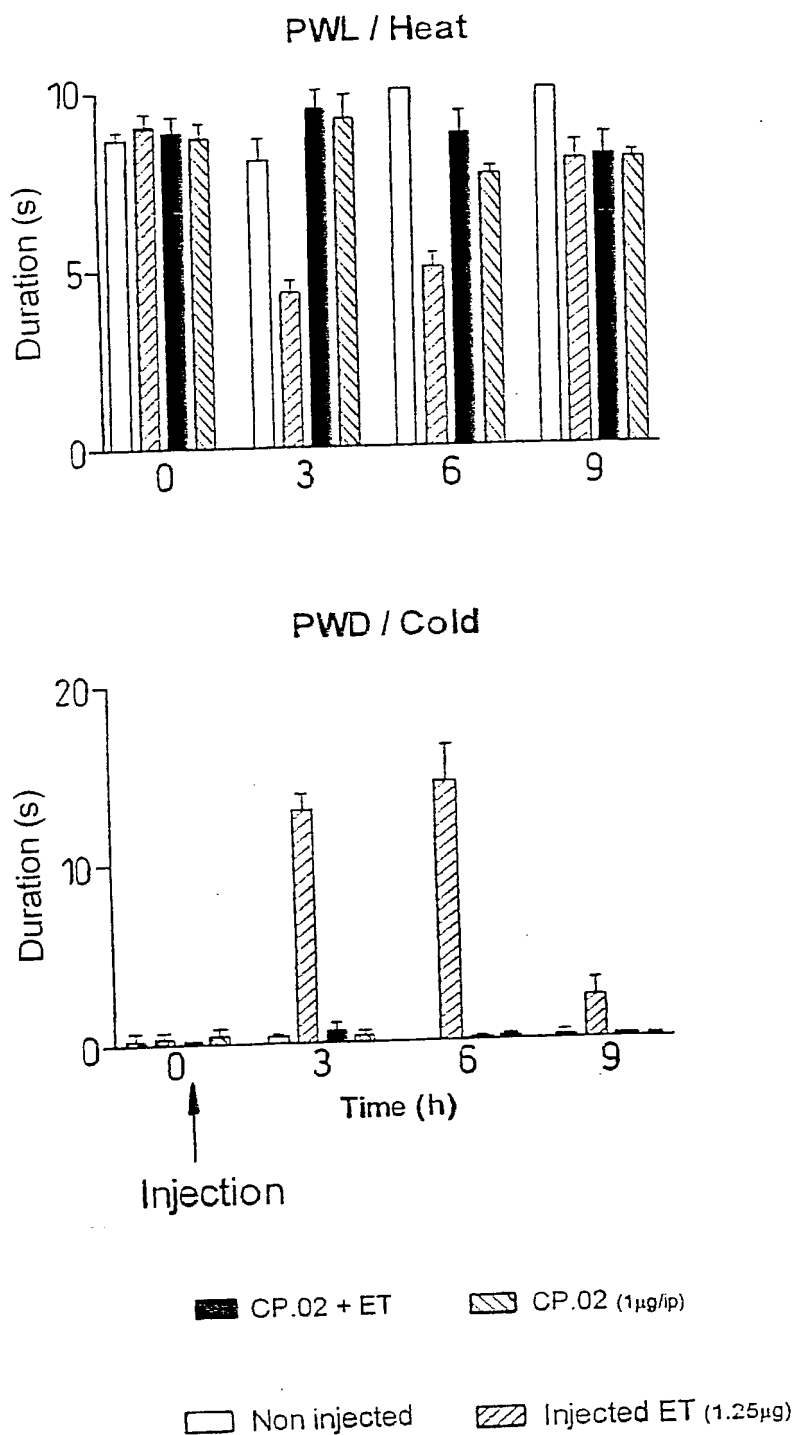 PWL / Heat
10
5
0
Duration (s)
0 3 6 9
PWD / Cold
20
10
0
Duration (s)
0 3 6 9
Time (h)
Injection
CP.02 + ET
CP.02 (1µg/ip)
Non injected
Injected ET (1.25µg)